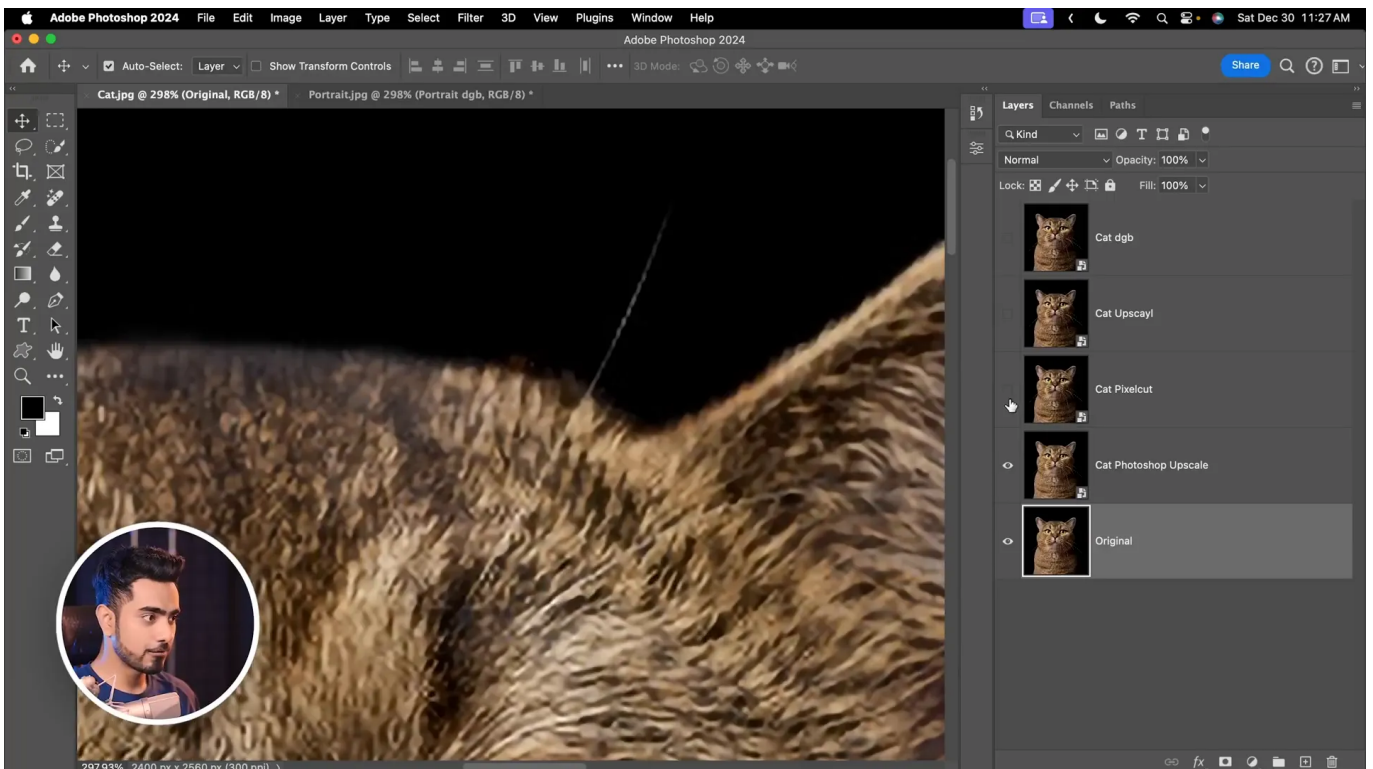 Adobe Photoshop 2024 File Edit Image Layer Type Select Filter 3D View Plugins Window Help Sat Dec 30 11:27 AM
Adobe Photoshop 2024
Auto-Select: Layer Show Transform Controls 3D Mode: Share
Cat.jpg @ 298% (Original, RGB/8) * Portrait.jpg @ 298% (Portrait dgb, RGB/8) *
Layers Channels Paths
Kind
Normal Opacity: 100%
Lock: Fill: 100%
Cat dgb
Cat Upscayl
Cat Pixelcut
Cat Photoshop Upscale
Original
297.93% 2400 px x 2560 px (300 ppi)